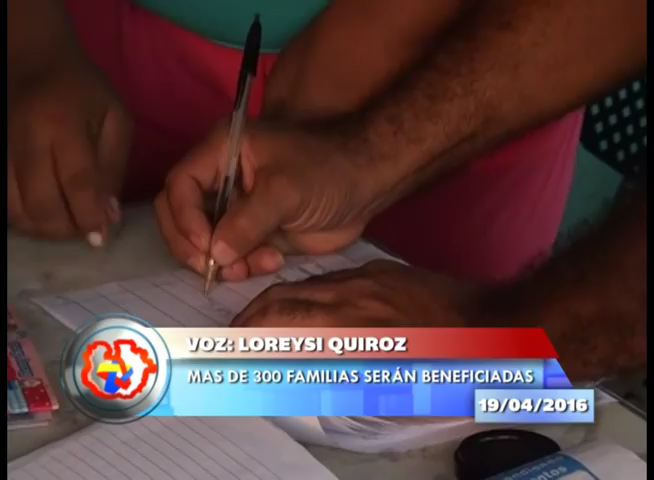 VOZ: LOREYSI QUIROZ
MAS DE 300 FAMILIAS SERÁN BENEFICIADAS
19/04/2016